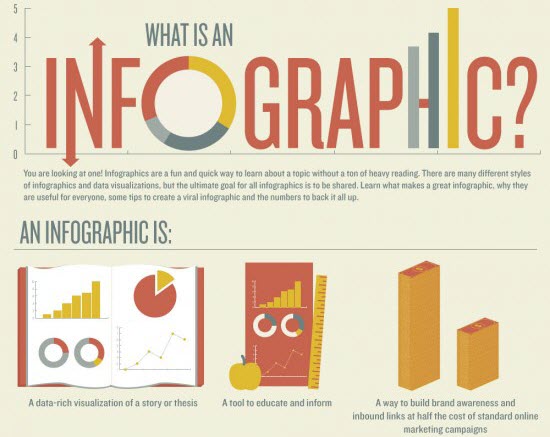 5
4
3
2
1
0
WHAT IS AN
INFOGRAPHIC?
You are looking at one! Infographics are a fun and quick way to learn about a topic without a ton of heavy reading. There are many different styles
of infographics and data visualizations, but the ultimate goal for all infographics is to be shared. Learn what makes a great infographic, why they
are useful for everyone, some tips to create a viral infographic and the numbers to back it all up.
AN INFOGRAPHIC IS:
A data-rich visualization of a story or thesis
A tool to educate and inform
A way to build brand awareness and
inbound links at half the cost of standard online
marketing campaigns